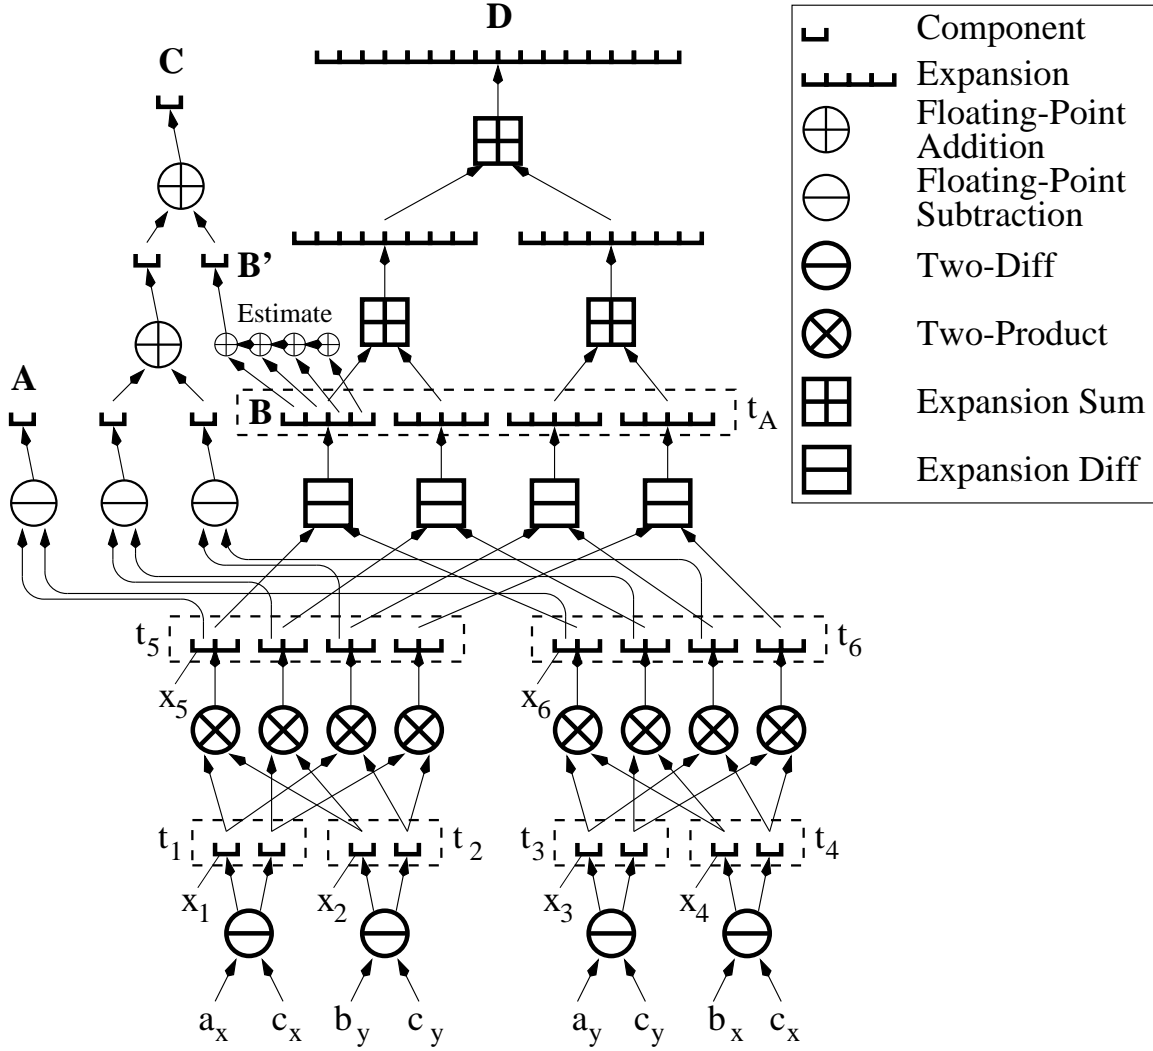 D
C
Component
Expansion
Floating-Point
Addition
Floating-Point
Subtraction
Two-Diff
Two-Product
Expansion Sum
Expansion Diff
B’
Estimate
A
B
t_A
t_5
t_6
x_5
x_6
t_1
t_2
t_3
t_4
x_1
x_2
x_3
x_4
a_x c_x b_y c_y a_y c_y b_x c_x